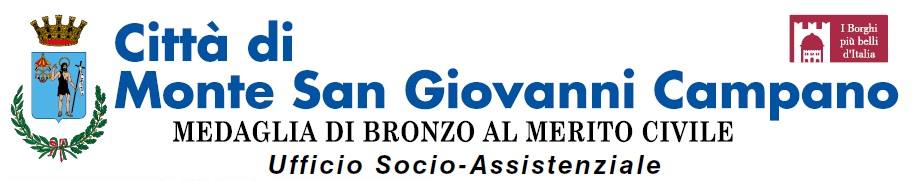 Città di
Monte San Giovanni Campano
MEDAGLIA DI BRONZO AL MERITO CIVILE
Ufficio Socio-Assistenziale
I Borghi
più belli
d'Italia